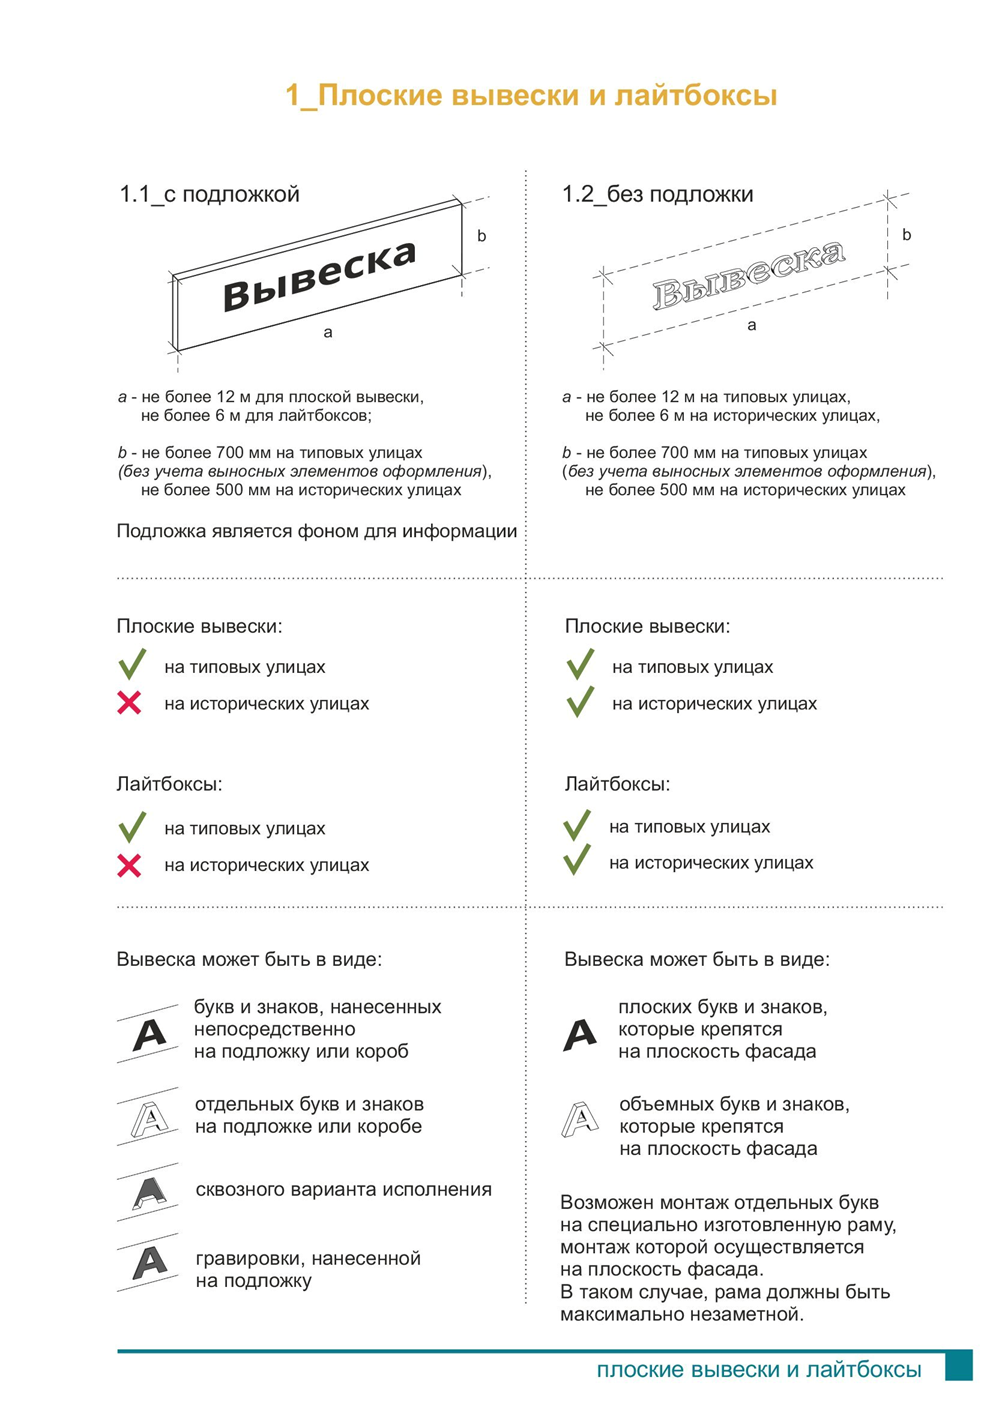 1_Плоские вывески и лайтбоксы
1.1_с подложкой
Вывеска
b
a
a - не более 12 м для плоской вывески,
не более 6 м для лайтбоксов;
b - не более 700 мм на типовых улицах
(без учета выносных элементов оформления),
не более 500 мм на исторических улицах
Подложка является фоном для информации
1.2_без подложки
Вывеска
b
a
a - не более 12 м на типовых улицах,
не более 6 м на исторических улицах,
b - не более 700 мм на типовых улицах
(без учета выносных элементов оформления),
не более 500 мм на исторических улицах
Плоские вывески:
на типовых улицах
на исторических улицах
Лайтбоксы:
на типовых улицах
на исторических улицах
Плоские вывески:
на типовых улицах
на исторических улицах
Лайтбоксы:
на типовых улицах
на исторических улицах
Вывеска может быть в виде:
А
букв и знаков, нанесенных
непосредственно
на подложку или короб
А
отдельных букв и знаков
на подложке или коробе
А
сквозного варианта исполнения
А
гравировки, нанесенной
на подложку
Вывеска может быть в виде:
А
плоских букв и знаков,
которые крепятся
на плоскость фасада
А
объемных букв и знаков,
которые крепятся
на плоскость фасада
Возможен монтаж отдельных букв
на специально изготовленную раму,
монтаж которой осуществляется
на плоскость фасада.
В таком случае, рама должны быть
максимально незаметной.
плоские вывески и лайтбоксы